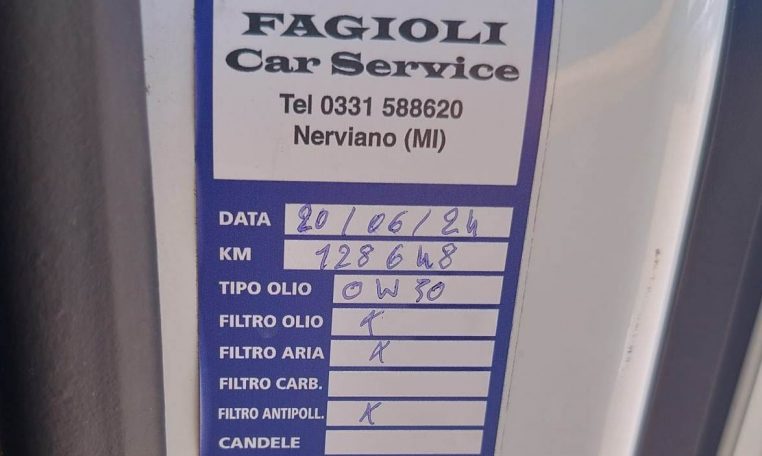 FAGIOLI
Car Service
Tel 0331 588620
Nerviano (MI)
DATA 20/06/24
KM 128648
TIPO OLIO 0W30
FILTRO OLIO X
FILTRO ARIA X
FILTRO CARB.
FILTRO ANTIPOLL. X
CANDELE